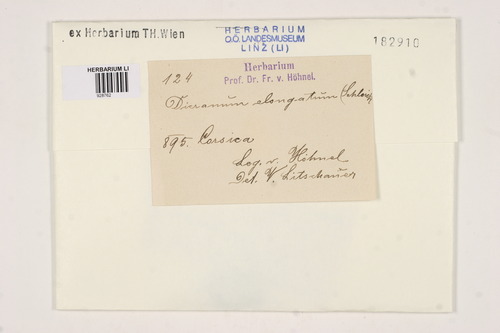 ex Herbarium TH.Wien
HERBARIUM
O.Ö. LANDESMUSEUM
LINZ (LI)
182910
HERBARIUM LI
Herbarium
Prof. Dr. Fr. v. Höhnel.
124
Dicranum elongatum (Schleich
895. Corsica
Leg. v. Höhnel
Det. V. Litschauer